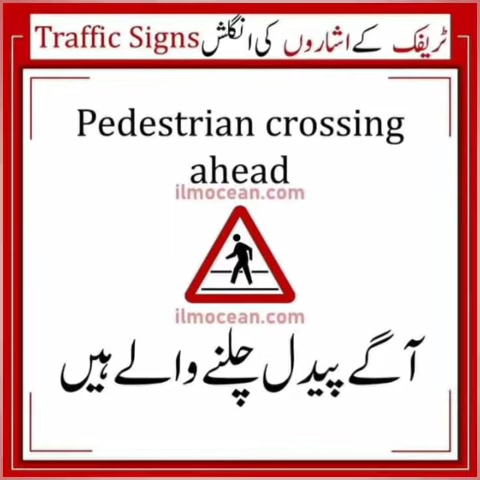 ٹریفک کے اشاروں کی انگلش Traffic Signs
Pedestrian crossing
ahead
ilmocean.com
ilmocean.com
آگے پیدل چلنے والے ہیں